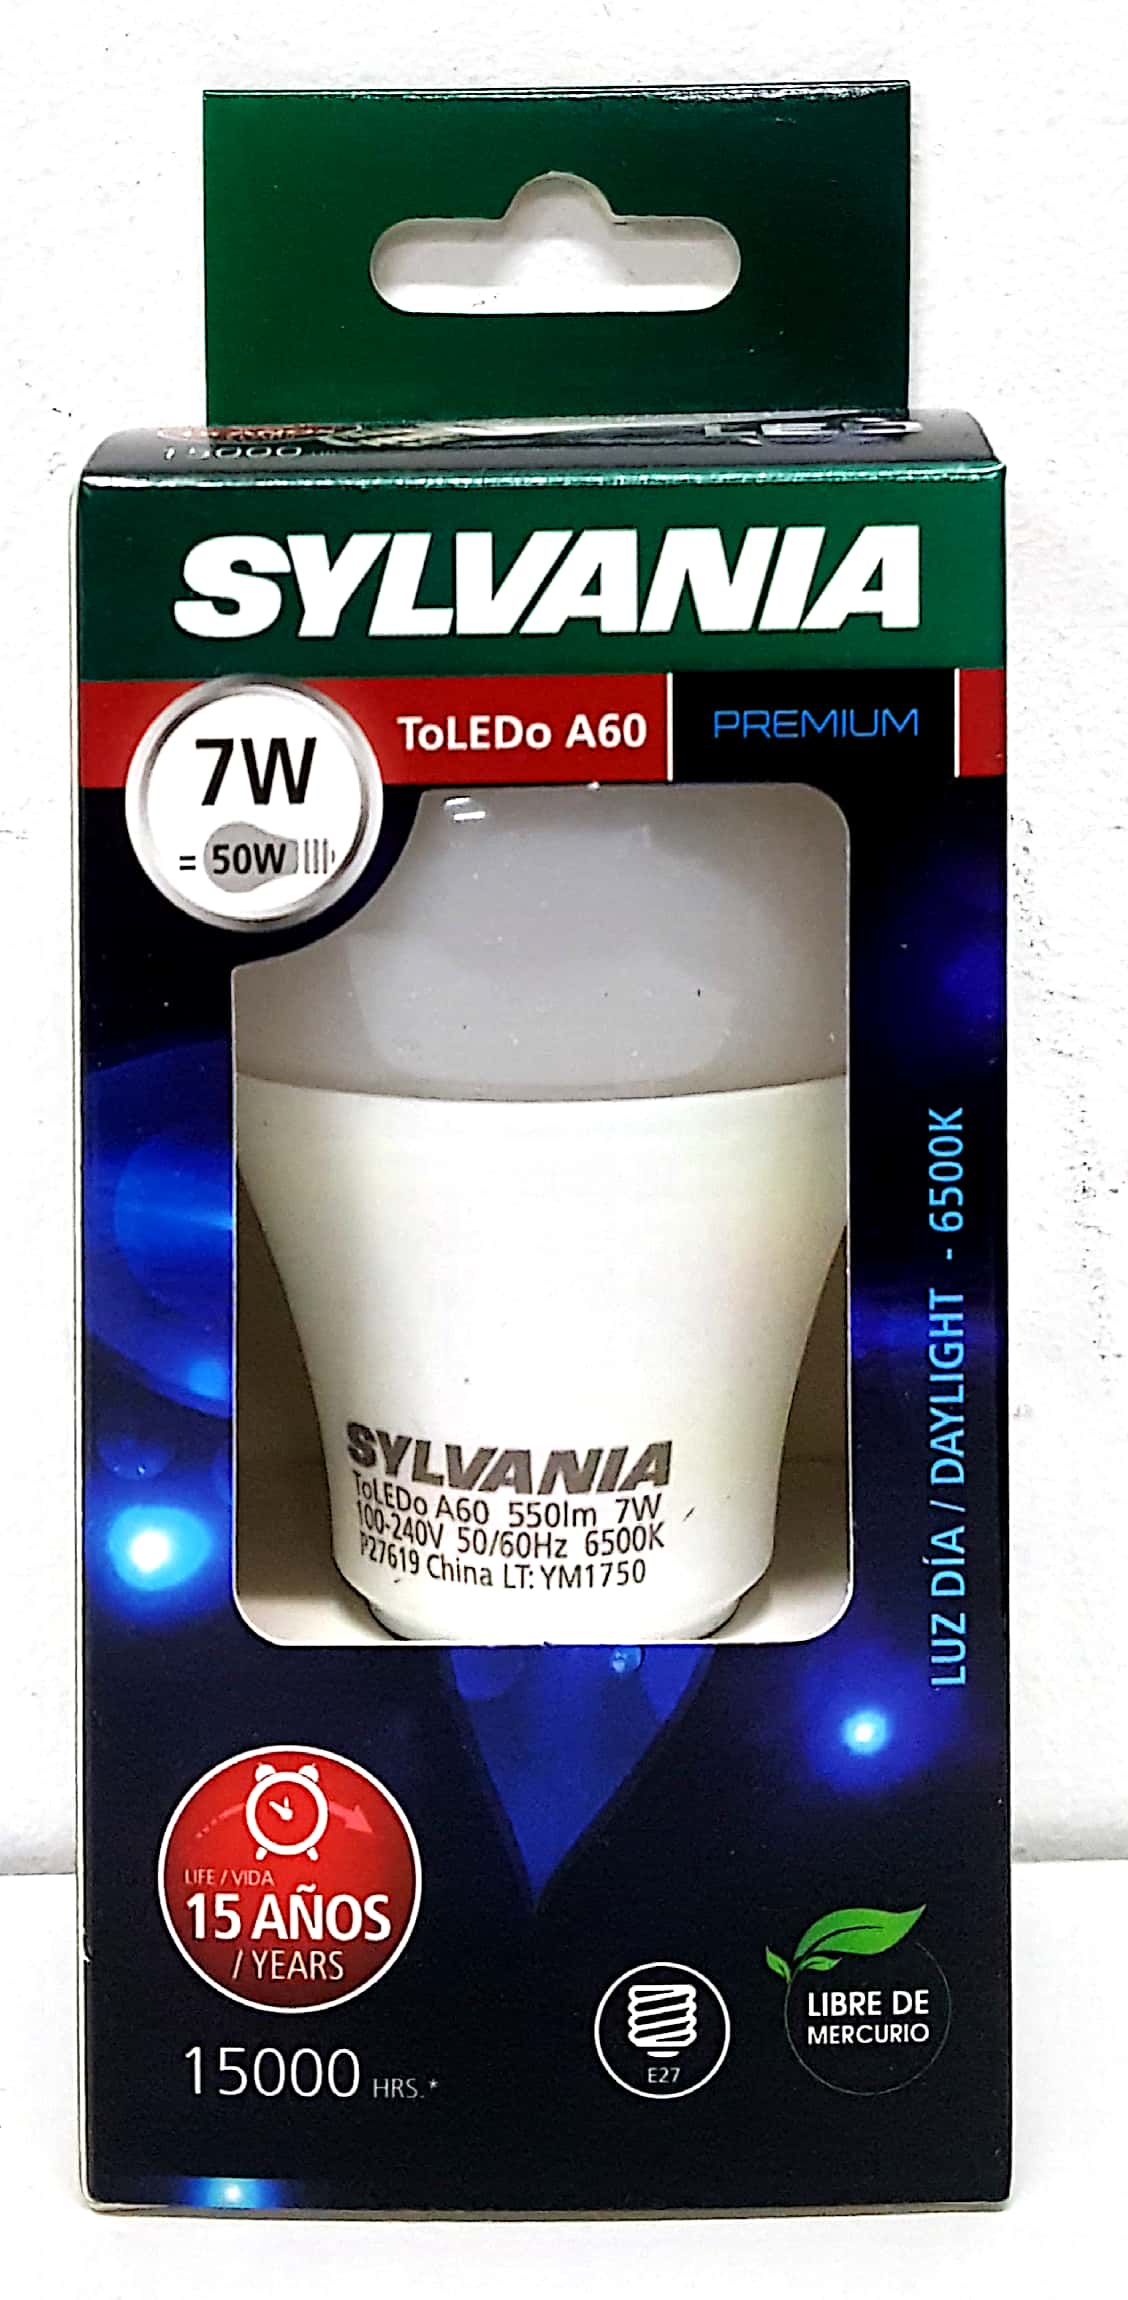 15000
SYLVANIA
7W
= 50W
ToLEDo A60
PREMIUM
SYLVANIA
ToLEDo A60 550lm 7W
100-240V 50/60Hz 6500K
P27619 China LT: YM1750
LUZ DÍA / DAYLIGHT - 6500K
LIFE / VIDA
15 AÑOS
/ YEARS
15000 HRS.*
E27
LIBRE DE
MERCURIO